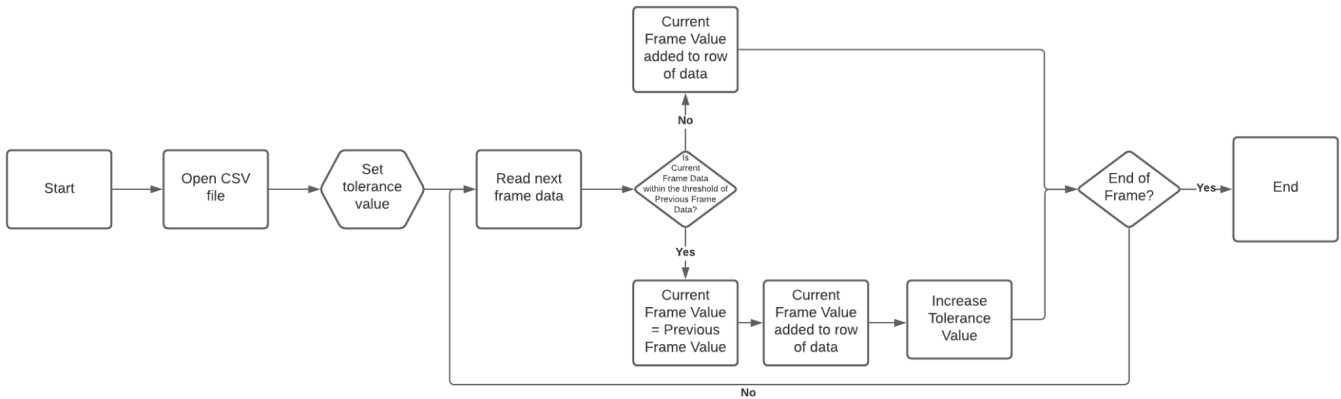 Start
Open CSV
file
Set
tolerance
value
Read next
frame data
Is
Current
Frame Data
within the threshold of
Previous Frame
Data?
No
Current
Frame Value
added to row
of data
Yes
Current
Frame Value
= Previous
Frame Value
Current
Frame Value
added to row
of data
Increase
Tolerance
Value
End of
Frame?
Yes
End
No